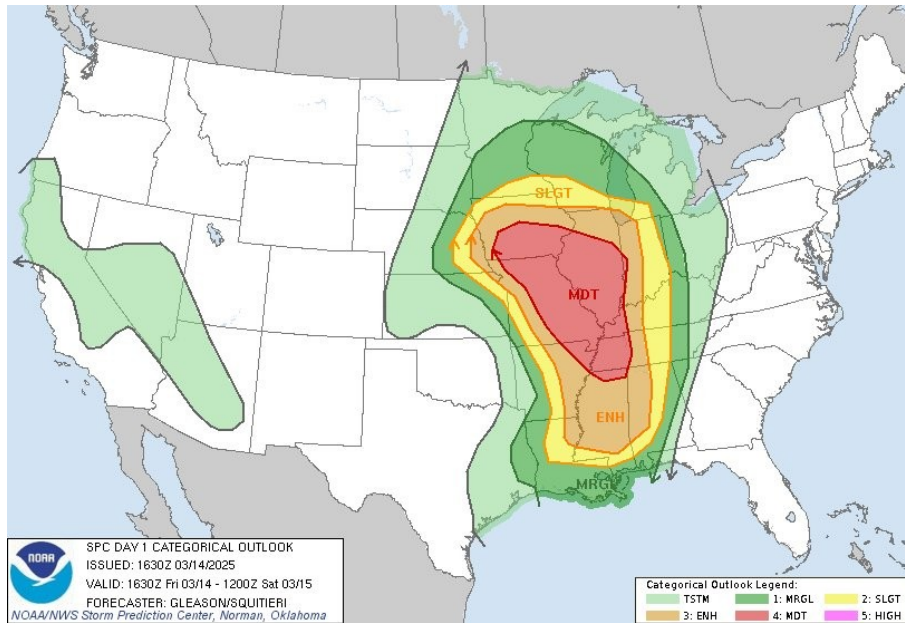 SLGT
MDT
ENH
MRGL
NOAA
SPC DAY 1 CATEGORICAL OUTLOOK
ISSUED: 1630Z 03/14/2025
VALID: 1630Z Fri 03/14 - 1200Z Sat 03/15
FORECASTER: GLEASON/SQUITIERI
NOAA/NWS Storm Prediction Center, Norman, Oklahoma
Categorical Outlook Legend:
TSTM 1: MRGL 2: SLGT
3: ENH 4: MDT 5: HIGH